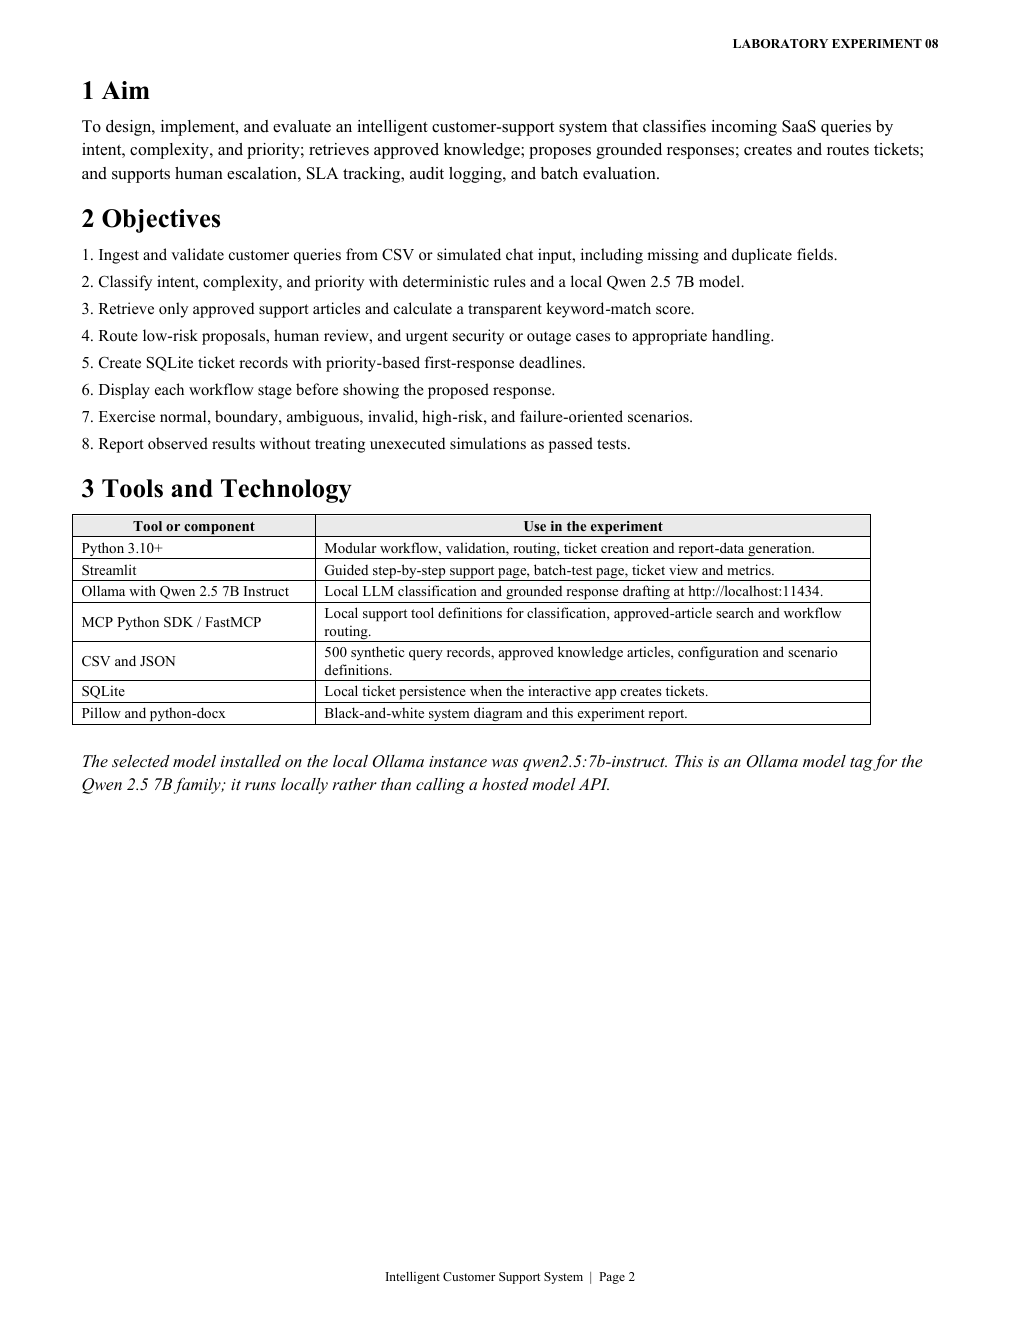 LABORATORY EXPERIMENT 08
1 Aim
To design, implement, and evaluate an intelligent customer-support system that classifies incoming SaaS queries by
intent, complexity, and priority; retrieves approved knowledge; proposes grounded responses; creates and routes tickets;
and supports human escalation, SLA tracking, audit logging, and batch evaluation.
2 Objectives
1. Ingest and validate customer queries from CSV or simulated chat input, including missing and duplicate fields.
2. Classify intent, complexity, and priority with deterministic rules and a local Qwen 2.5 7B model.
3. Retrieve only approved support articles and calculate a transparent keyword-match score.
4. Route low-risk proposals, human review, and urgent security or outage cases to appropriate handling.
5. Create SQLite ticket records with priority-based first-response deadlines.
6. Display each workflow stage before showing the proposed response.
7. Exercise normal, boundary, ambiguous, invalid, high-risk, and failure-oriented scenarios.
8. Report observed results without treating unexecuted simulations as passed tests.
3 Tools and Technology
Tool or component Use in the experiment
Python 3.10+ Modular workflow, validation, routing, ticket creation and report-data generation.
Streamlit Guided step-by-step support page, batch-test page, ticket view and metrics.
Ollama with Qwen 2.5 7B Instruct Local LLM classification and grounded response drafting at http://localhost:11434.
MCP Python SDK / FastMCP Local support tool definitions for classification, approved-article search and workflow
routing.
CSV and JSON 500 synthetic query records, approved knowledge articles, configuration and scenario
definitions.
SQLite Local ticket persistence when the interactive app creates tickets.
Pillow and python-docx Black-and-white system diagram and this experiment report.
The selected model installed on the local Ollama instance was qwen2.5:7b-instruct. This is an Ollama model tag for the
Qwen 2.5 7B family; it runs locally rather than calling a hosted model API.
Intelligent Customer Support System | Page 2